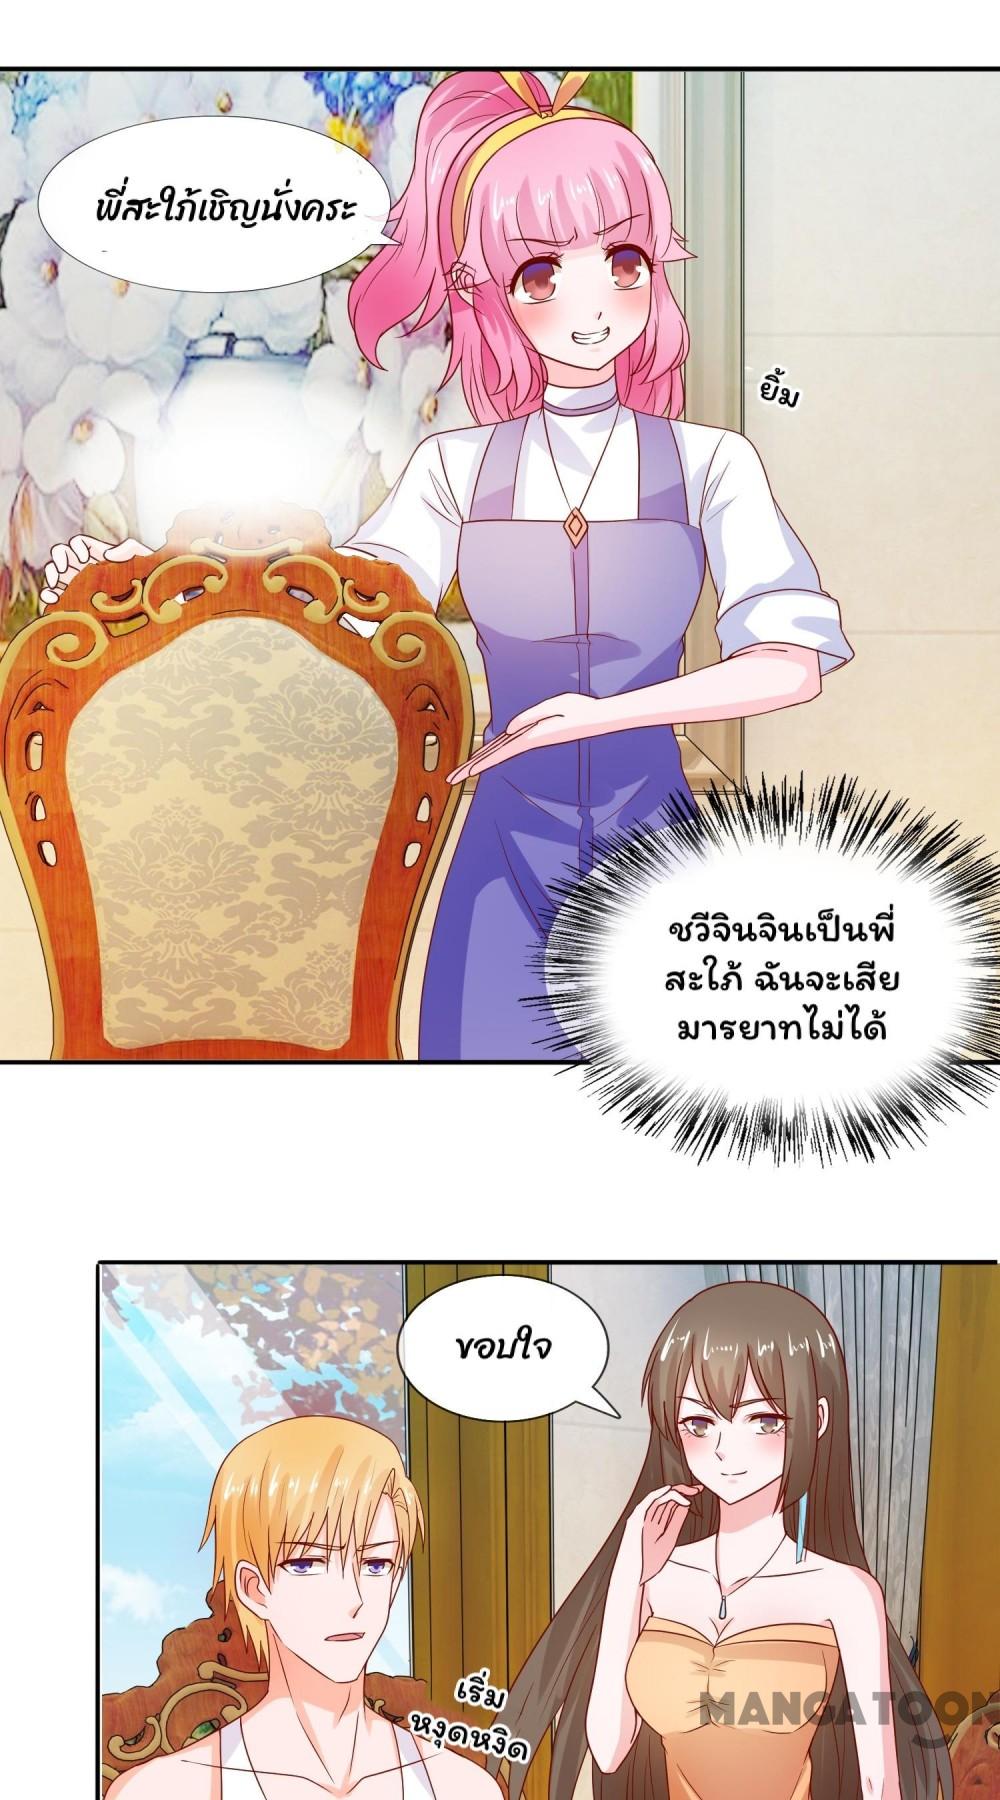 พี่สะใภ้เชิญนั่งคระ
ยิ้ม
ชวีจินจินเป็นพี่
สะใภ้ ฉันจะเสีย
มารยาทไม่ได้
ขอบใจ
เริ่ม
หงุดหงิด
MANGATOON